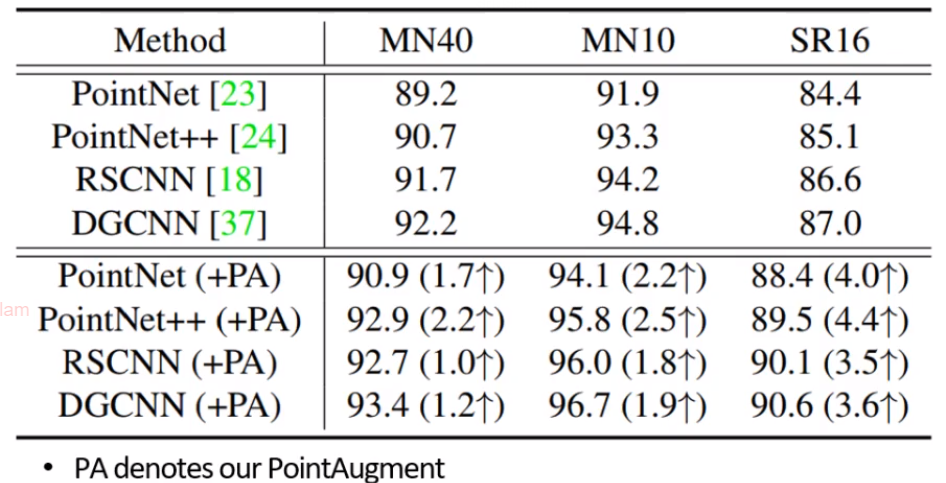 Method MN40 MN10 SR16
PointNet [23] 89.2 91.9 84.4
PointNet++ [24] 90.7 93.3 85.1
RSCNN [18] 91.7 94.2 86.6
DGCNN [37] 92.2 94.8 87.0
PointNet (+PA) 90.9 (1.7↑) 94.1 (2.2↑) 88.4 (4.0↑)
lam
PointNet++ (+PA) 92.9 (2.2↑) 95.8 (2.5↑) 89.5 (4.4↑)
RSCNN (+PA) 92.7 (1.0↑) 96.0 (1.8↑) 90.1 (3.5↑)
DGCNN (+PA) 93.4 (1.2↑) 96.7 (1.9↑) 90.6 (3.6↑)
• PA denotes our PointAugment